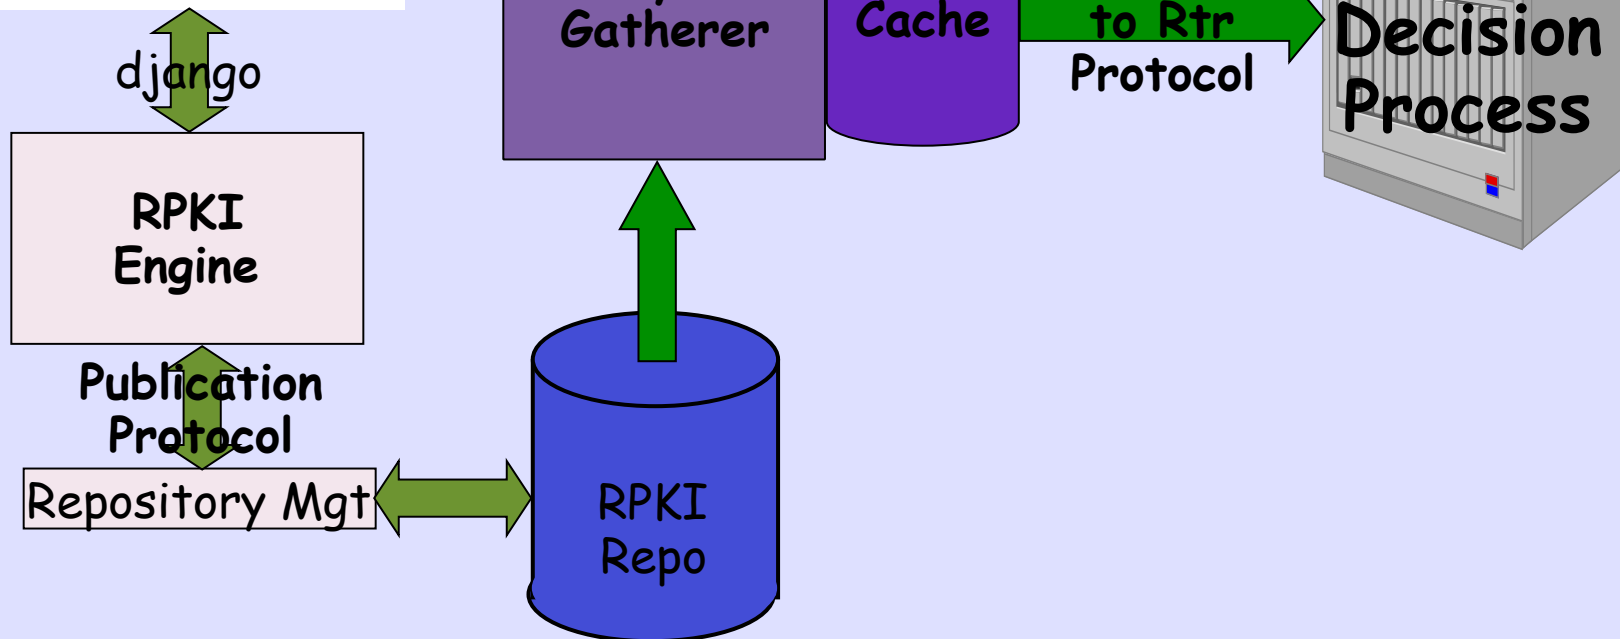 django
RPKI
Engine
Publication
Protocol
Repository Mgt
Gatherer
Cache
to Rtr
Protocol
Decision
Process
RPKI
Repo